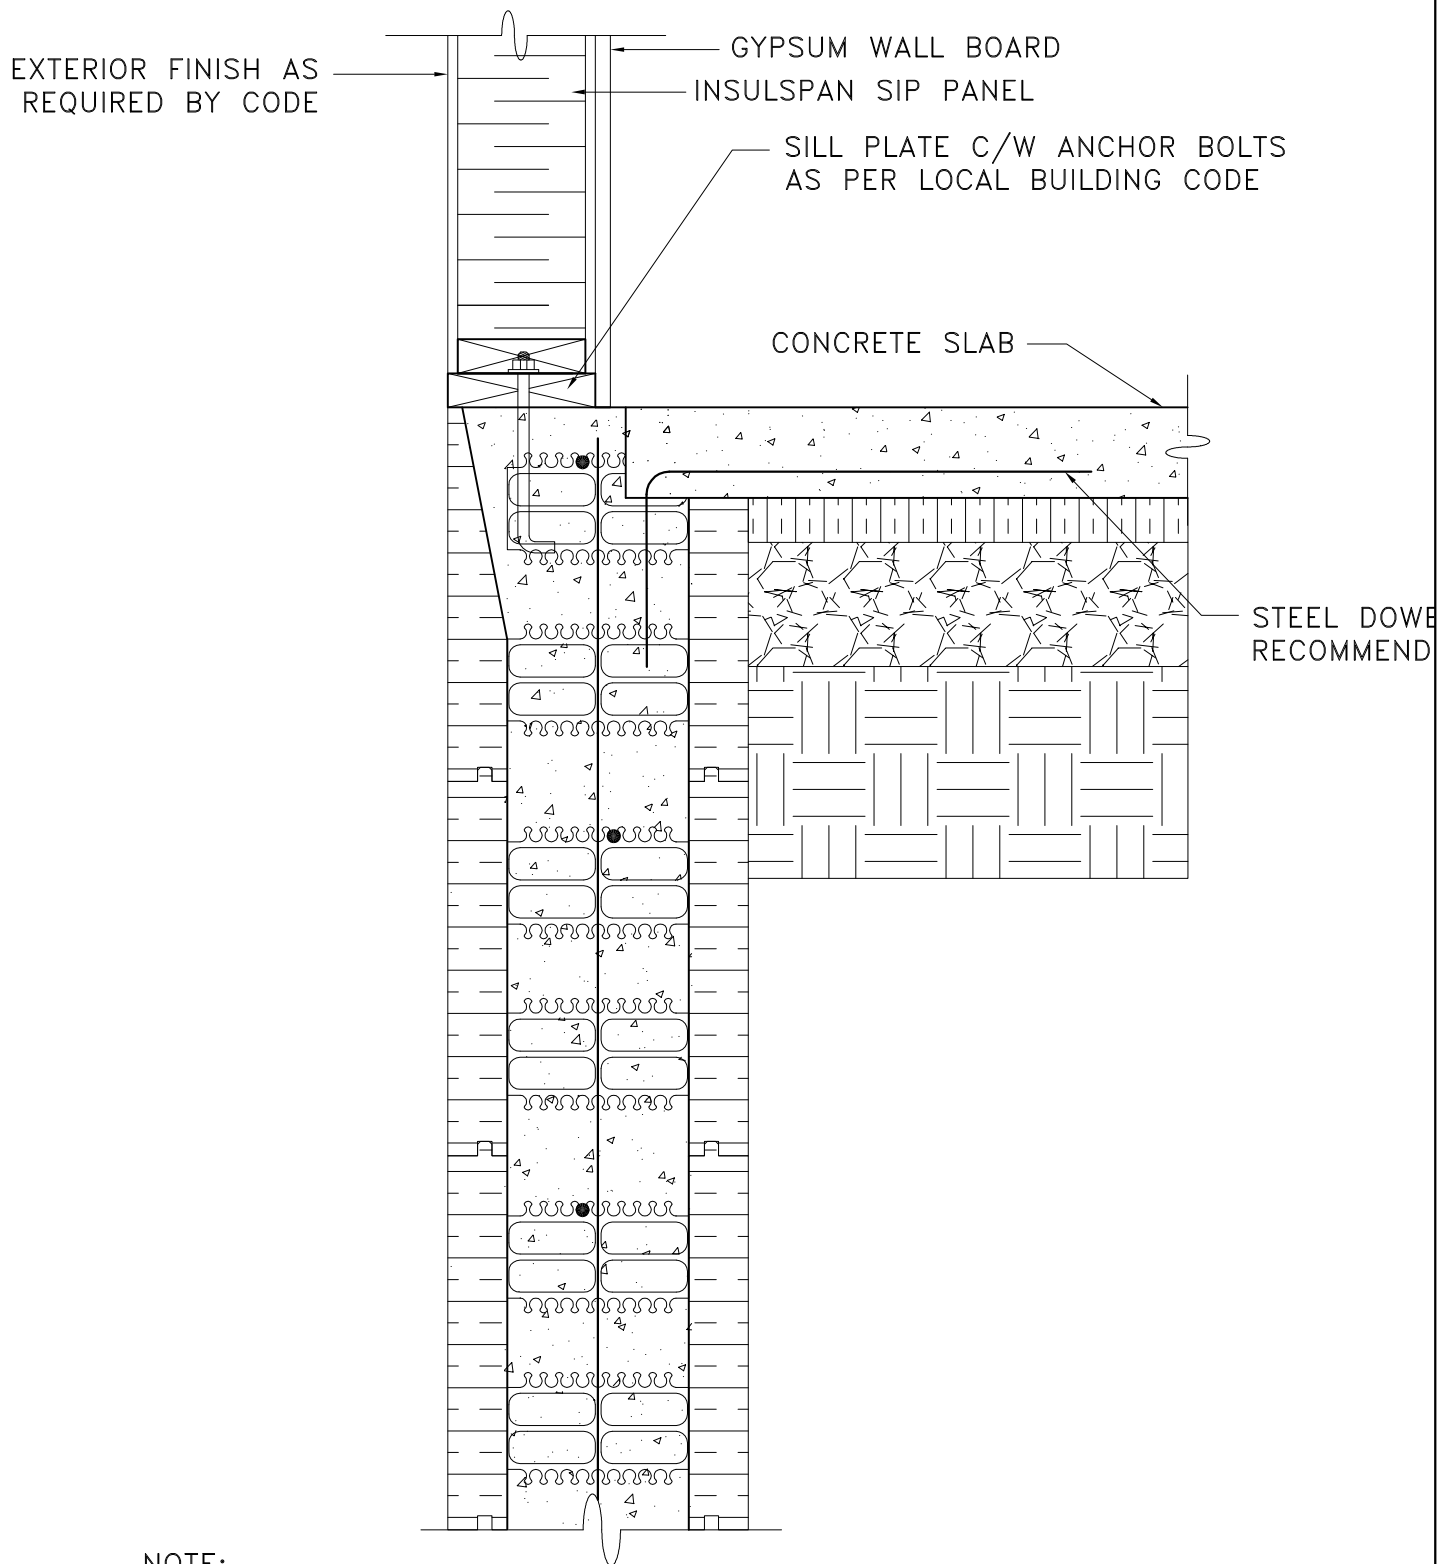 EXTERIOR FINISH AS
REQUIRED BY CODE
GYPSUM WALL BOARD
INSULSPAN SIP PANEL
SILL PLATE C/W ANCHOR BOLTS
AS PER LOCAL BUILDING CODE
CONCRETE SLAB
STEEL
RECOMMEND
NOTE: